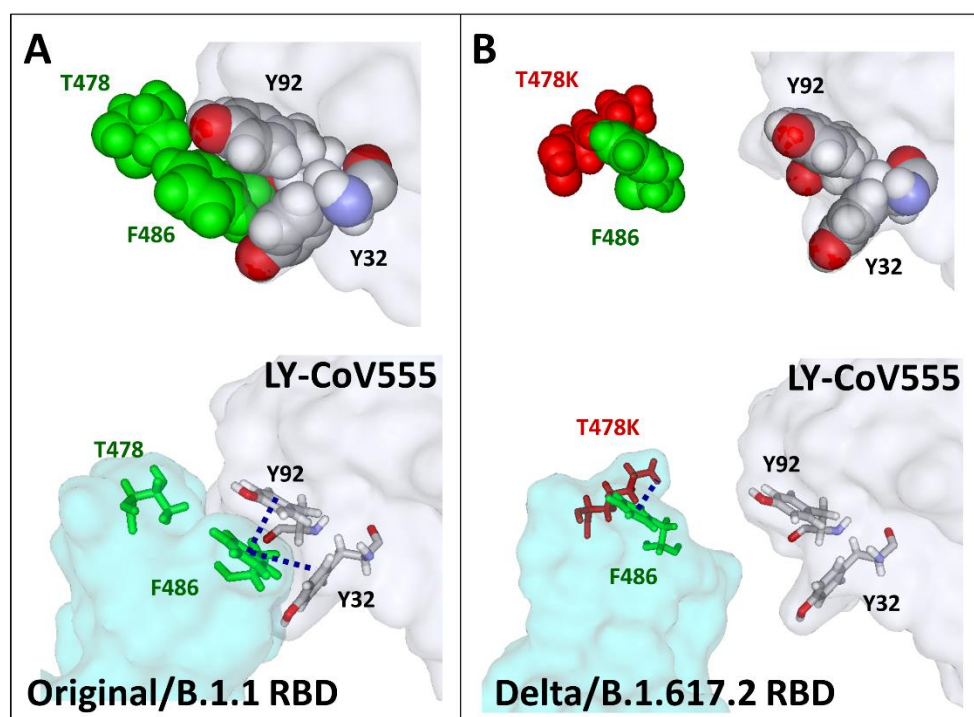 A
T478
Y92
F486
Y32
LY-CoV555
T478
Y92
F486
Y32
Original/B.1.1 RBD
B
T478K
Y92
F486
Y32
LY-CoV555
T478K
Y92
F486
Y32
Delta/B.1.617.2 RBD